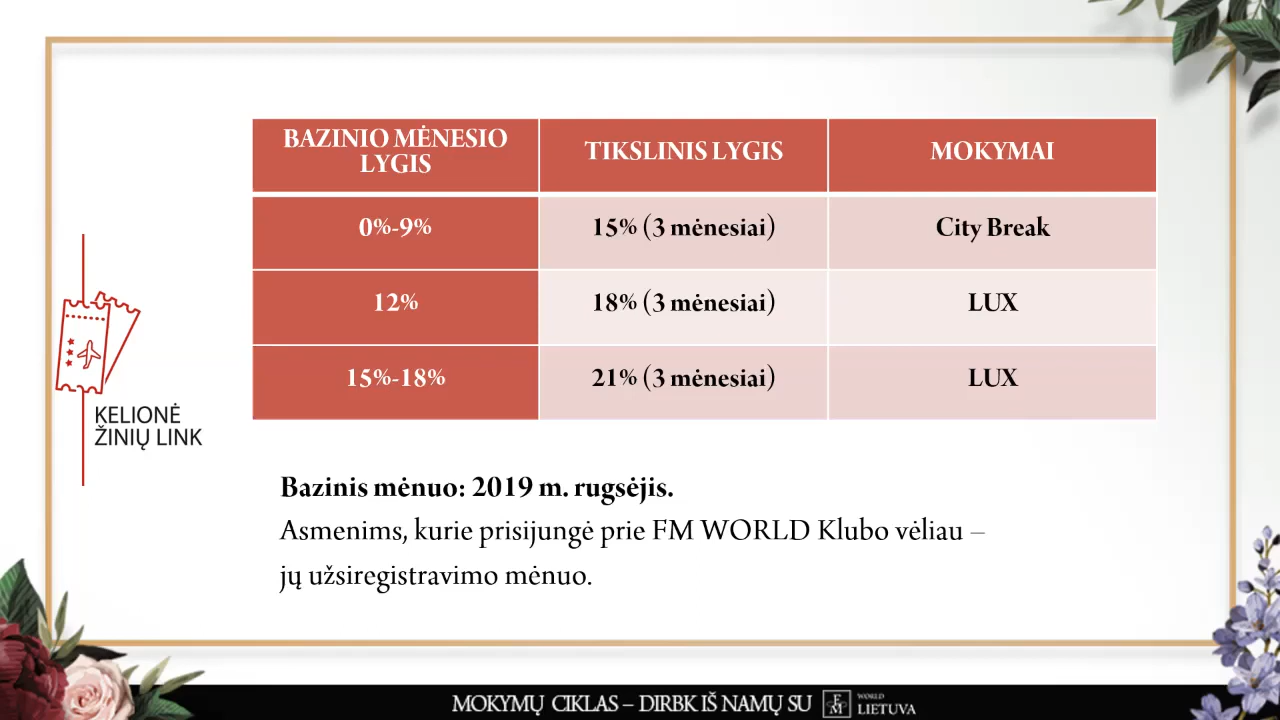 BAZINIO MĖNESIO
LYGIS
TIKSLINIS LYGIS
MOKYMAI
0%-9%
15% (3 mėnesiai)
City Break
12%
18% (3 mėnesiai)
LUX
15%-18%
21% (3 mėnesiai)
LUX
KELIONĖ
ŽINIŲ LINK
Bazinis mėnuo: 2019 m. rugsėjis.
Asmenims, kurie prisijungė prie FM WORLD Klubo vėliau –
jų užsiregistravimo mėnuo.
MOKYMŲ CIKLAS – DIRBK IŠ NAMŲ SU
FM
WORLD
LIETUVA